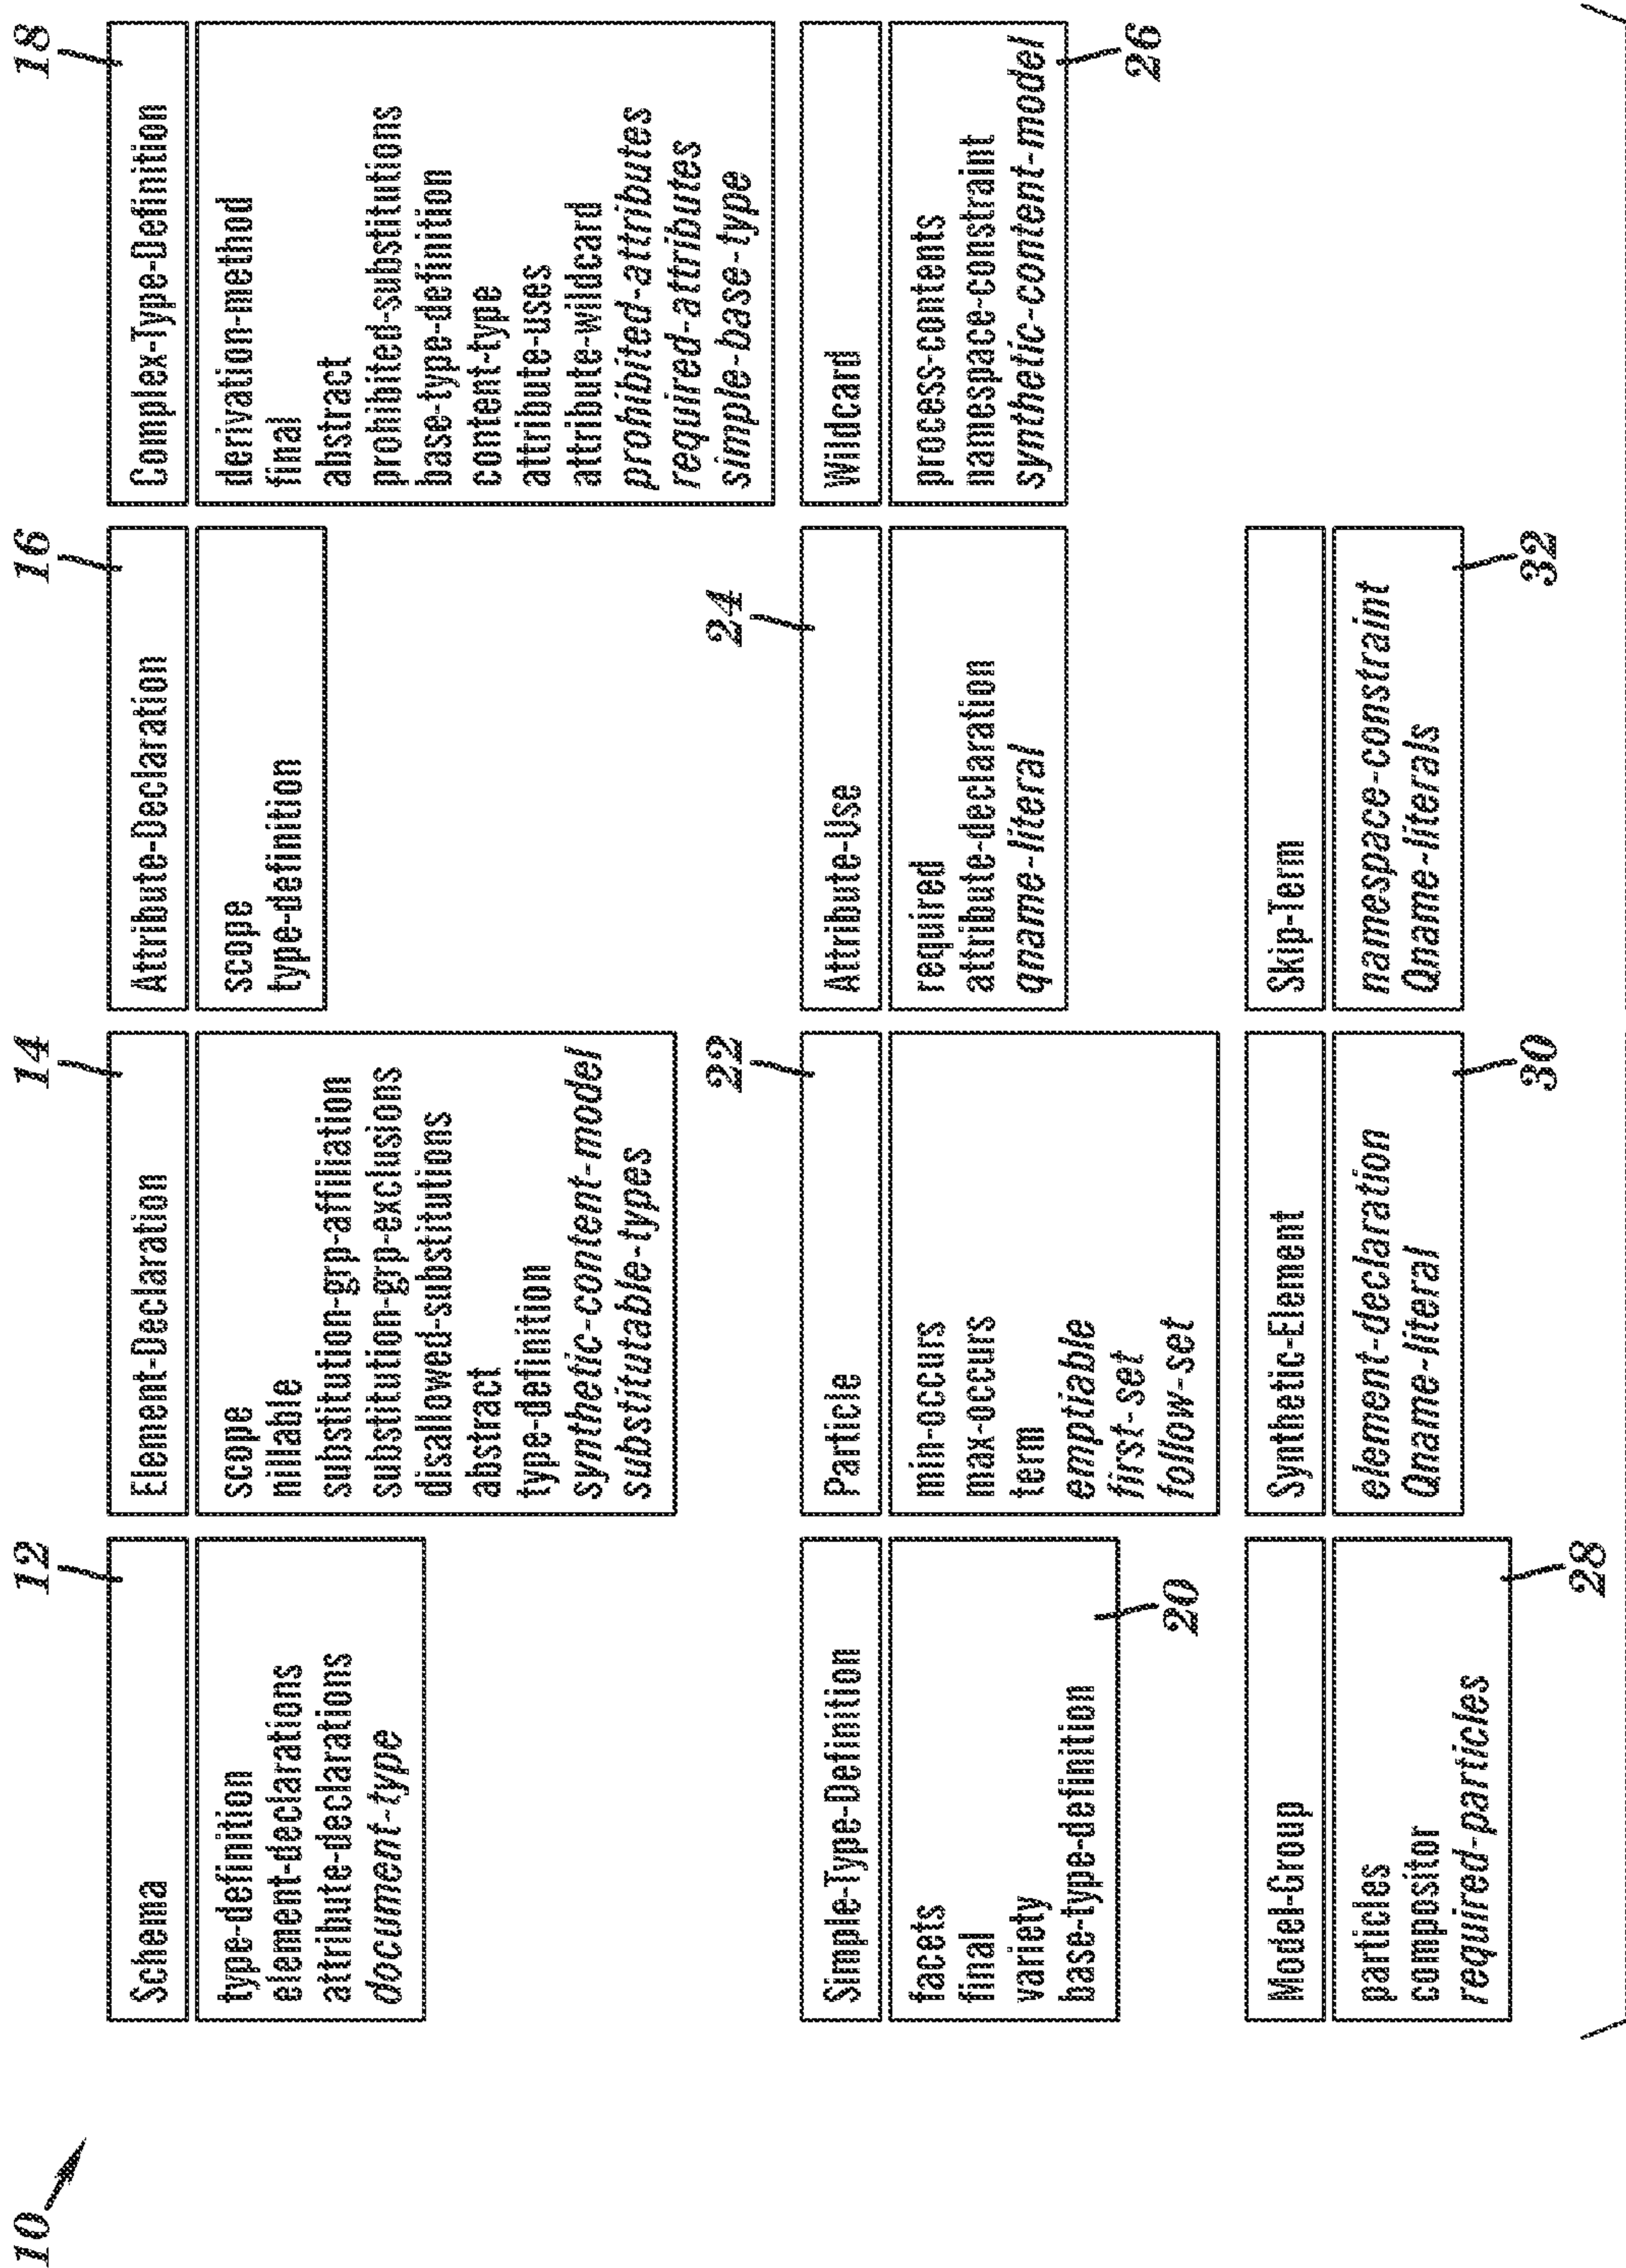 10
12
Schema
type-definition
element-declarations
attribute-declarations
document-type
14
Element-Declaration
scope
nillable
substitution-grp-affiliation
substitution-grp-exclusions
disallowed-substitutions
abstract
type-definition
synthetic-content-model
substitutable-types
16
Attribute-Declaration
scope
type-definition
18
Complex-Type-Definition
derivation-method
final
abstract
prohibited-substitutions
base-type-definition
content-type
attribute-uses
attribute-wildcard
prohibited-attributes
required-attributes
simple-base-type
Simple-Type-Definition
facets
final
variety
base-type-definition
20
22
Particle
min-occurs
max-occurs
term
emptiable
first-set
follow-set
24
Attribute-Use
required
attribute-declaration
qname-literal
Wildcard
process-contents
namespace-constraint
synthetic-content-model
26
Model-Group
particles
compositor
required-particles
28
Synthetic-Element
element-declaration
Qname-literal
30
Skip-Term
namespace-constraint
Qname-literals
32